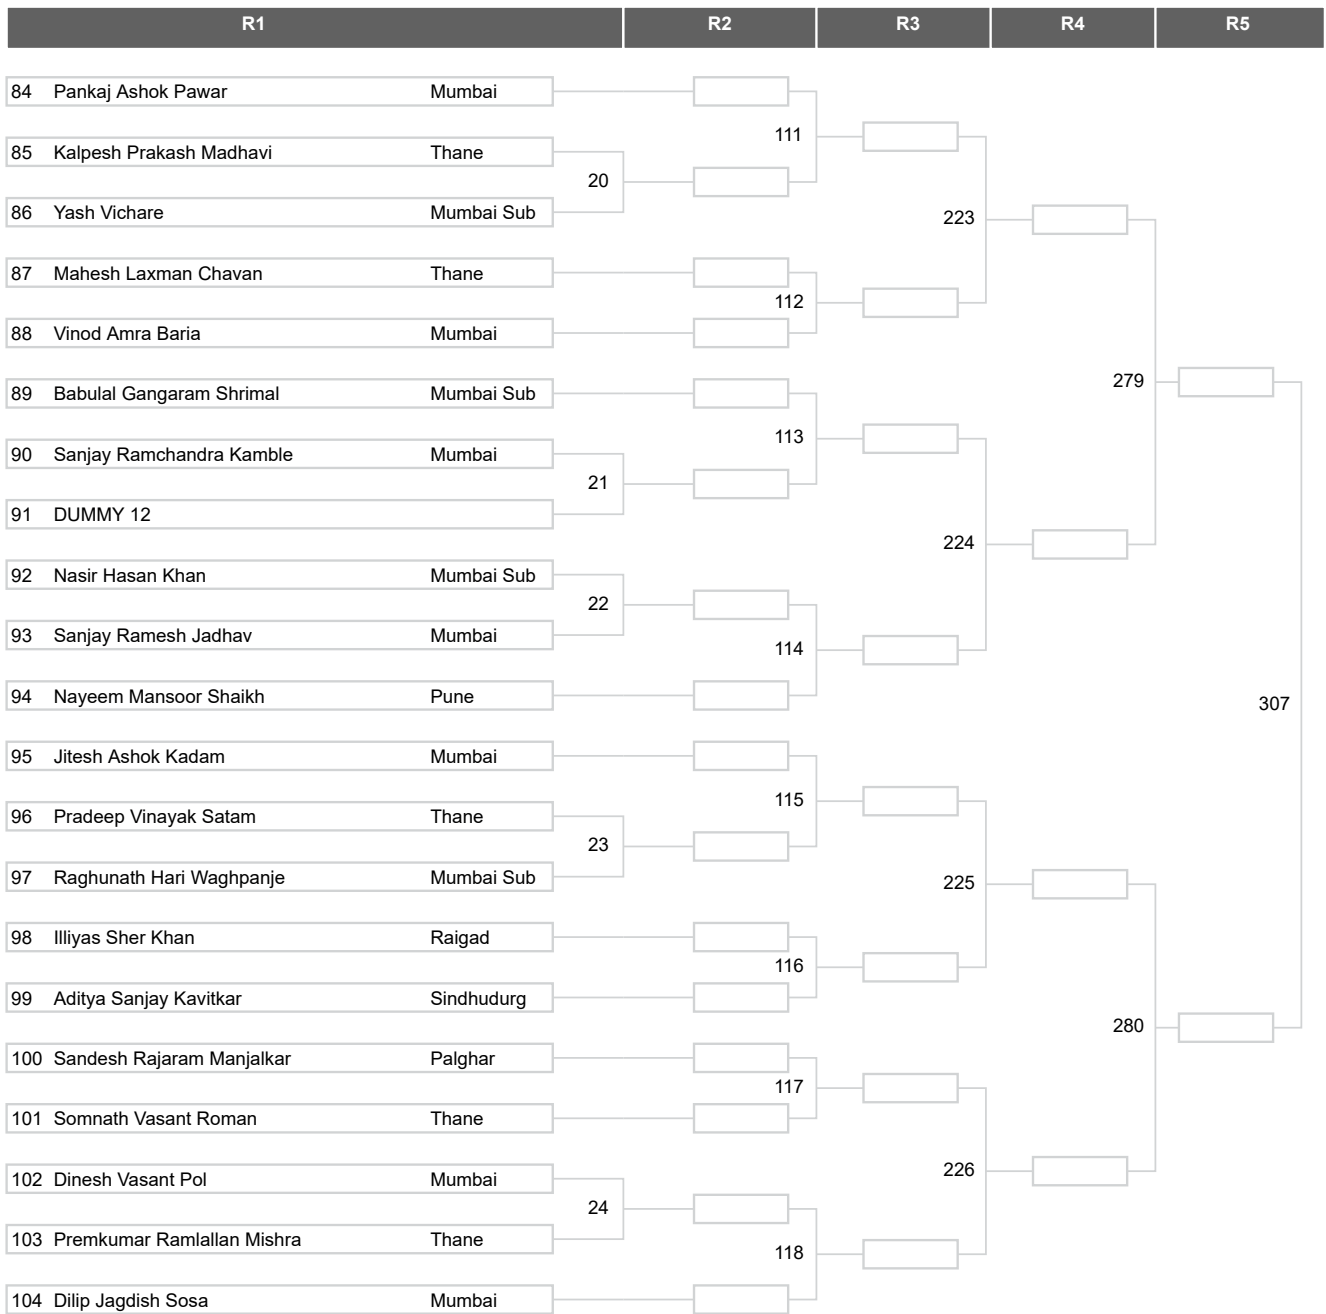 R1 R2 R3 R4 R5
84 Pankaj Ashok Pawar Mumbai
111
85 Kalpesh Prakash Madhavi Thane
20
86 Yash Vichare Mumbai Sub
223
87 Mahesh Laxman Chavan Thane
112
88 Vinod Amra Baria Mumbai
279
89 Babulal Gangaram Shrimal Mumbai Sub
113
90 Sanjay Ramchandra Kamble Mumbai
21
91 DUMMY 12
224
92 Nasir Hasan Khan Mumbai Sub
22
93 Sanjay Ramesh Jadhav Mumbai
114
94 Nayeem Mansoor Shaikh Pune
307
95 Jitesh Ashok Kadam Mumbai
115
96 Pradeep Vinayak Satam Thane
23
97 Raghunath Hari Waghpanje Mumbai Sub
225
98 Illiyas Sher Khan Raigad
116
99 Aditya Sanjay Kavitkar Sindhudurg
280
100 Sandesh Rajaram Manjalkar Palghar
117
101 Somnath Vasant Roman Thane
226
102 Dinesh Vasant Pol Mumbai
24
103 Premkumar Ramlallan Mishra Thane
118
104 Dilip Jagdish Sosa Mumbai